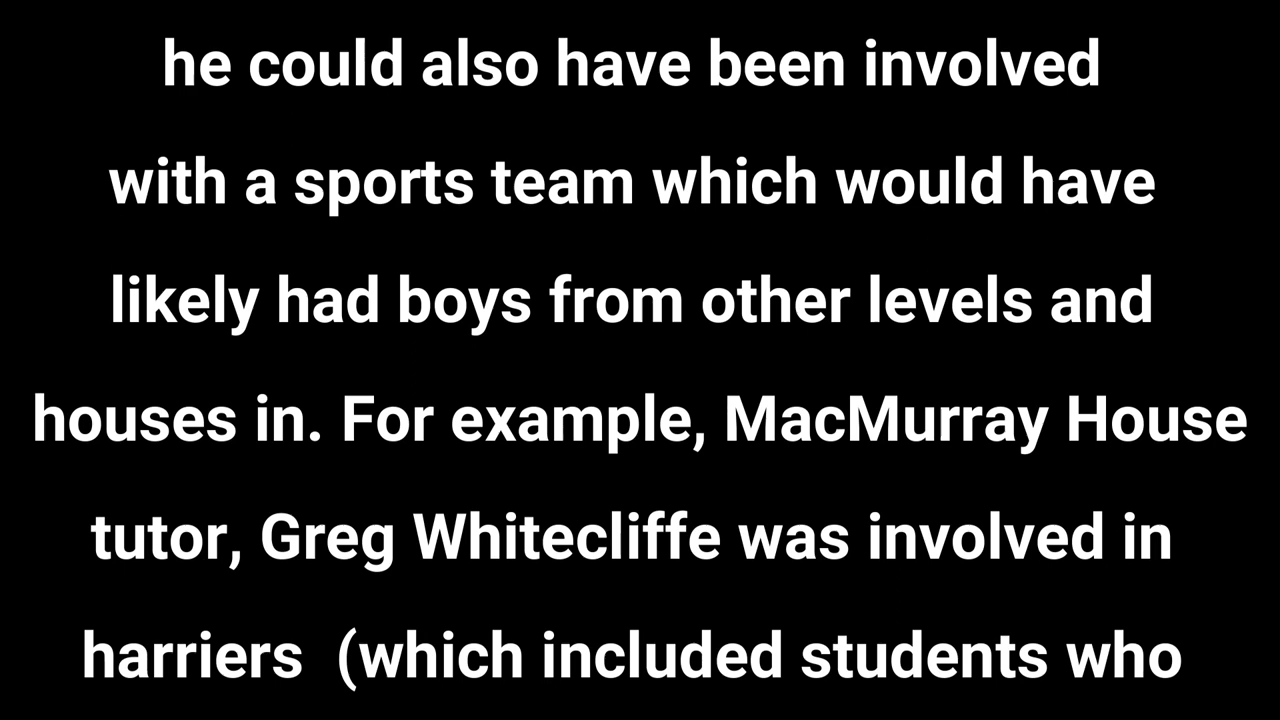 he could also have been involved
with a sports team which would have
likely had boys from other levels and
houses in. For example, MacMurray House
tutor, Greg Whitecliffe was involved in
harriers  (which included students who